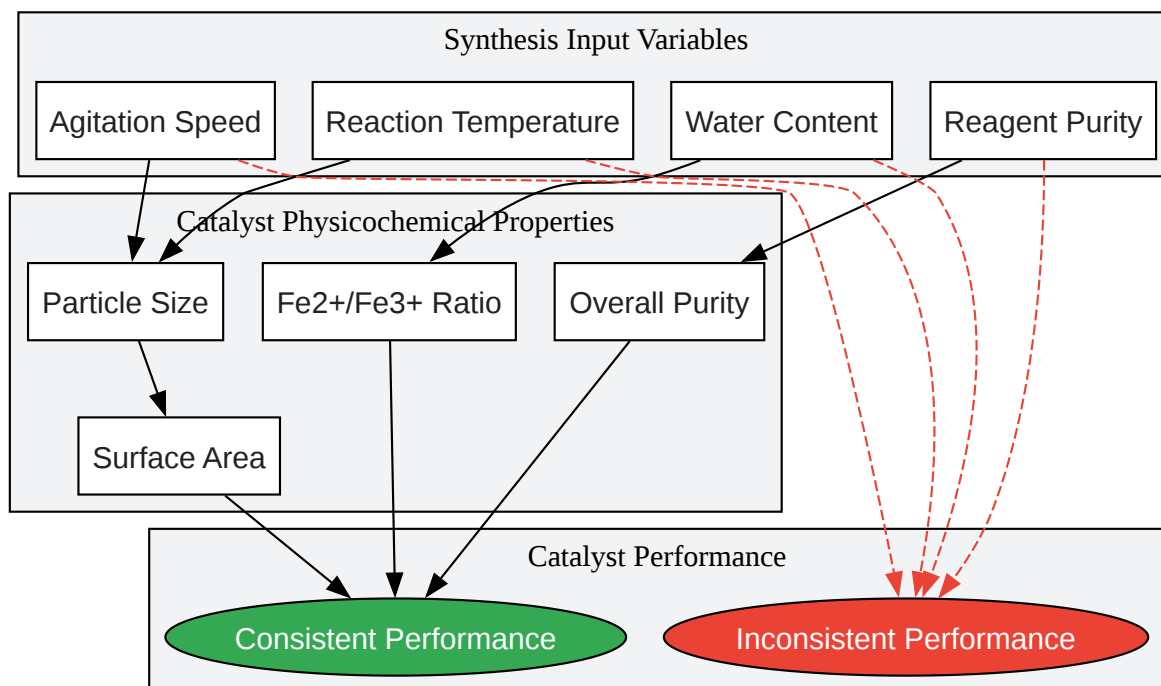 Synthesis Input Variables
Agitation Speed
Reaction Temperature
Water Content
Reagent Purity
Catalyst Physicochemical Properties
Particle Size
Fe2+/Fe3+ Ratio
Overall Purity
Surface Area
Catalyst Performance
Consistent Performance
Inconsistent Performance